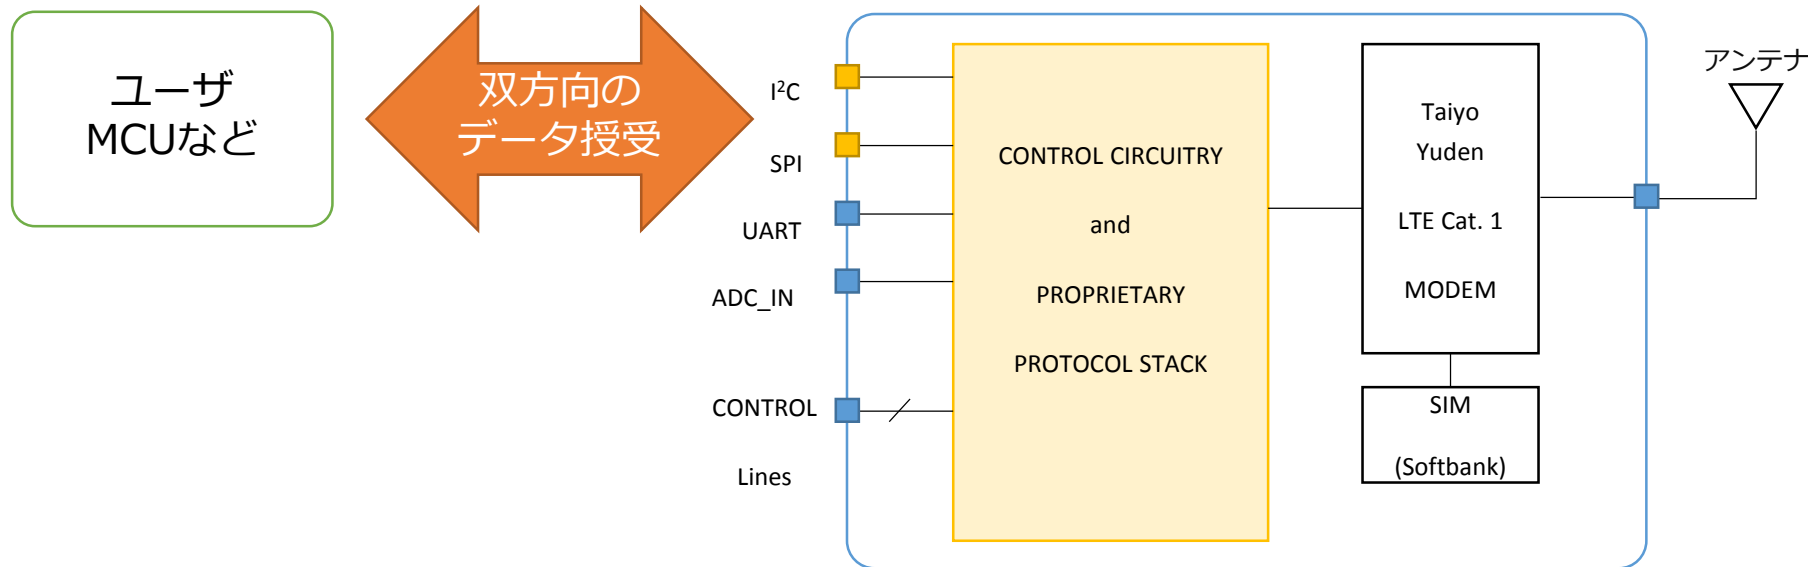 ユーザ
MCUなど
双方向の
データ授受
I²C
SPI
UART
ADC_IN
CONTROL
Lines
CONTROL CIRCUITRY
and
PROPRIETARY
PROTOCOL STACK
Taiyo
Yuden
LTE Cat. 1
MODEM
SIM
(Softbank)
アンテナ